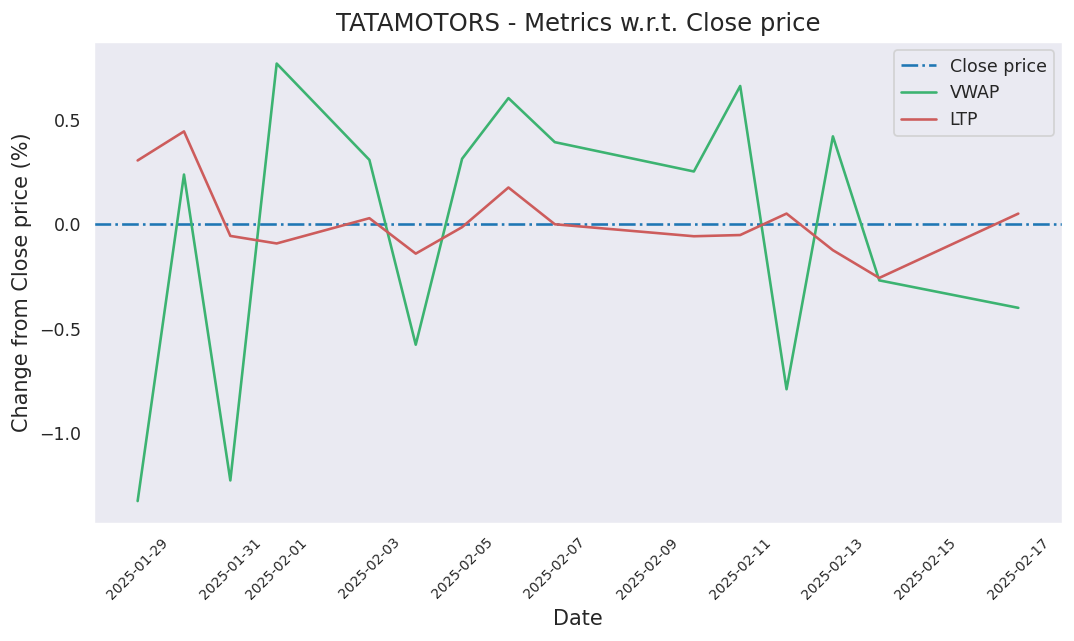 TATAMOTORS - Metrics w.r.t. Close price
Close price
VWAP
LTP
Change from Close price (%)
0.5
0.0
−0.5
−1.0
2025-01-29
2025-01-31
2025-02-01
2025-02-03
2025-02-05
2025-02-07
2025-02-09
2025-02-11
2025-02-13
2025-02-15
2025-02-17
Date